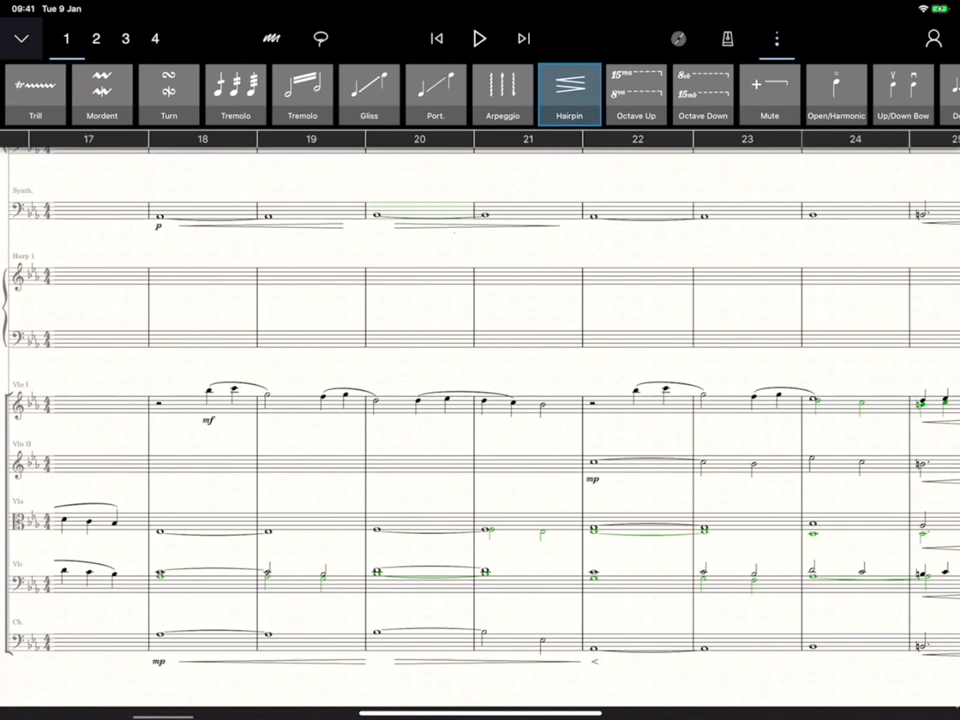 09:41 Tue 9 Jan
1 2 3 4
15ma 8va 8vb 15mb
Trill Mordent Turn Tremolo Tremolo Gliss Port. Arpeggio Hairpin Octave Up Octave Down Mute Open/Harmonic Up/Down Bow
17 18 19 20 21 22 23 24 25
Synth.
p
Harp 1
Vln I
mf
Vln II
mp
Vla
Vlc
Cb.
mp